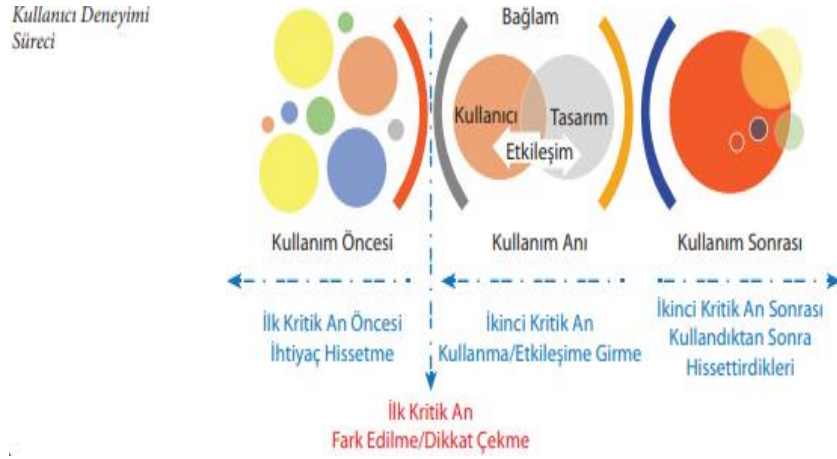 Kullanıcı Deneyimi
Süreci
Bağlam
Kullanıcı
Tasarım
Etkileşim
Kullanım Öncesi
Kullanım Anı
Kullanım Sonrası
İlk Kritik An Öncesi
İhtiyaç Hissetme
İkinci Kritik An
Kullanma/Etkileşime Girme
İkinci Kritik An Sonrası
Kullandıktan Sonra
Hissettirdikleri
İlk Kritik An
Fark Edilme/Dikkat Çekme